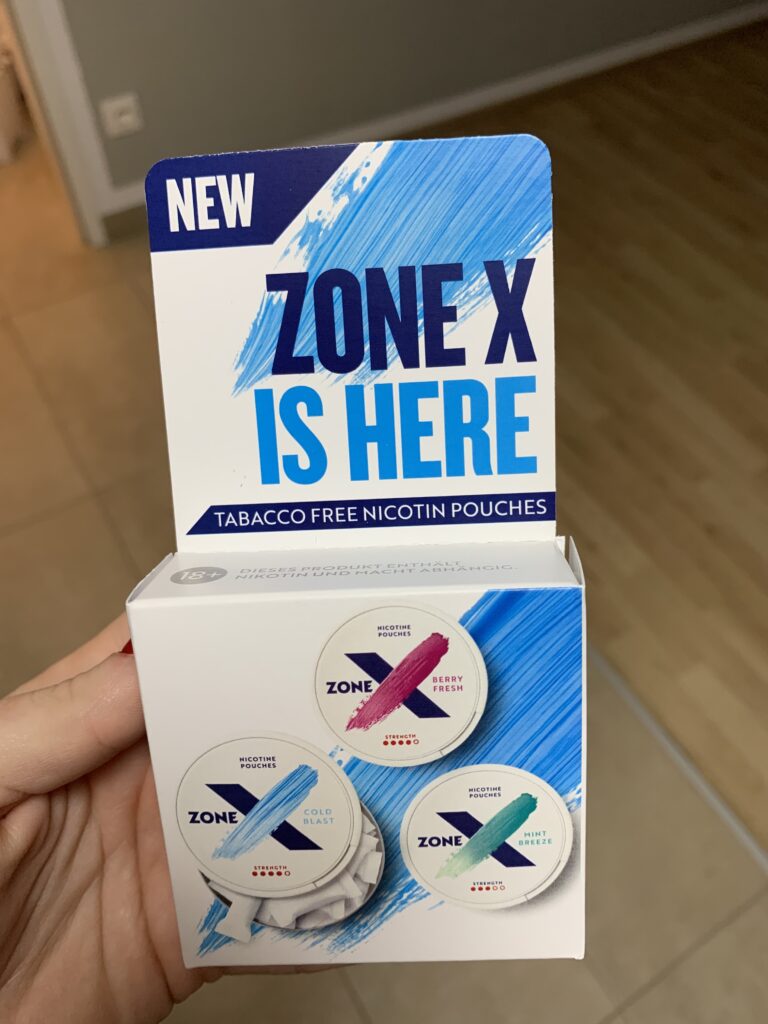 NEW
ZONE X
IS HERE
TABACCO FREE NICOTIN POUCHES
18+
DIESES PRODUKT ENTHÄLT
NIKOTIN UND MACHT ABHÄNGIG.
NICOTINE
POUCHES
ZONE X
BERRY
FRESH
STRENGTH
NICOTINE
POUCHES
ZONE X
COLD
BLAST
STRENGTH
NICOTINE
POUCHES
ZONE X
MINT
BREEZE
STRENGTH